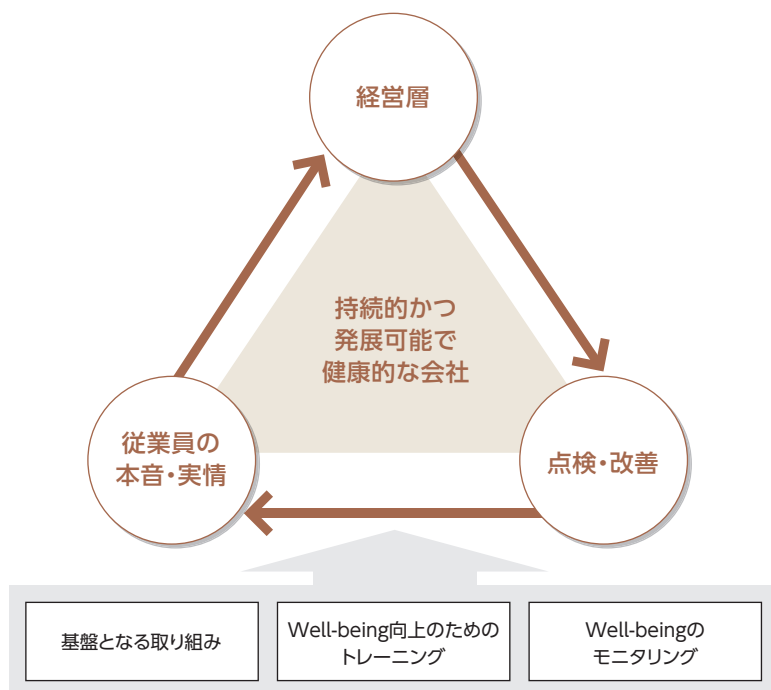 経営層
持続的かつ
発展可能で
健康的な会社
従業員の
本音・実情
点検・改善
基盤となる取り組み
Well-being向上のための
トレーニング
Well-beingの
モニタリング